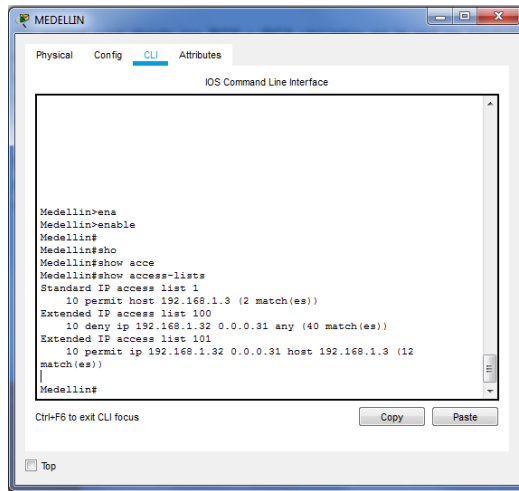 MEDELLIN
Physical Config CLI Attributes
IOS Command Line Interface
Medellin>ena
Medellin>enable
Medellin#
Medellin#sho
Medellin#show acce
Medellin#show access-lists
Standard IP access list 1
10 permit host 192.168.1.3 (2 match(es))
Extended IP access list 100
10 deny ip 192.168.1.32 0.0.0.31 any (40 match(es))
Extended IP access list 101
10 permit ip 192.168.1.32 0.0.0.31 host 192.168.1.3 (12
match(es))
Medellin#
Ctrl+F6 to exit CLI focus
Copy Paste
Top